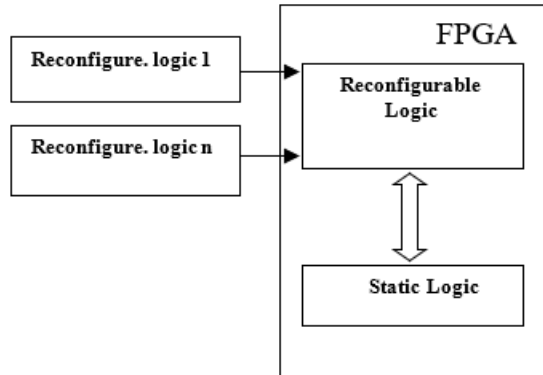 FPGA
Reconfigure. logic 1
Reconfigurable
Logic
Reconfigure. logic n
Static Logic